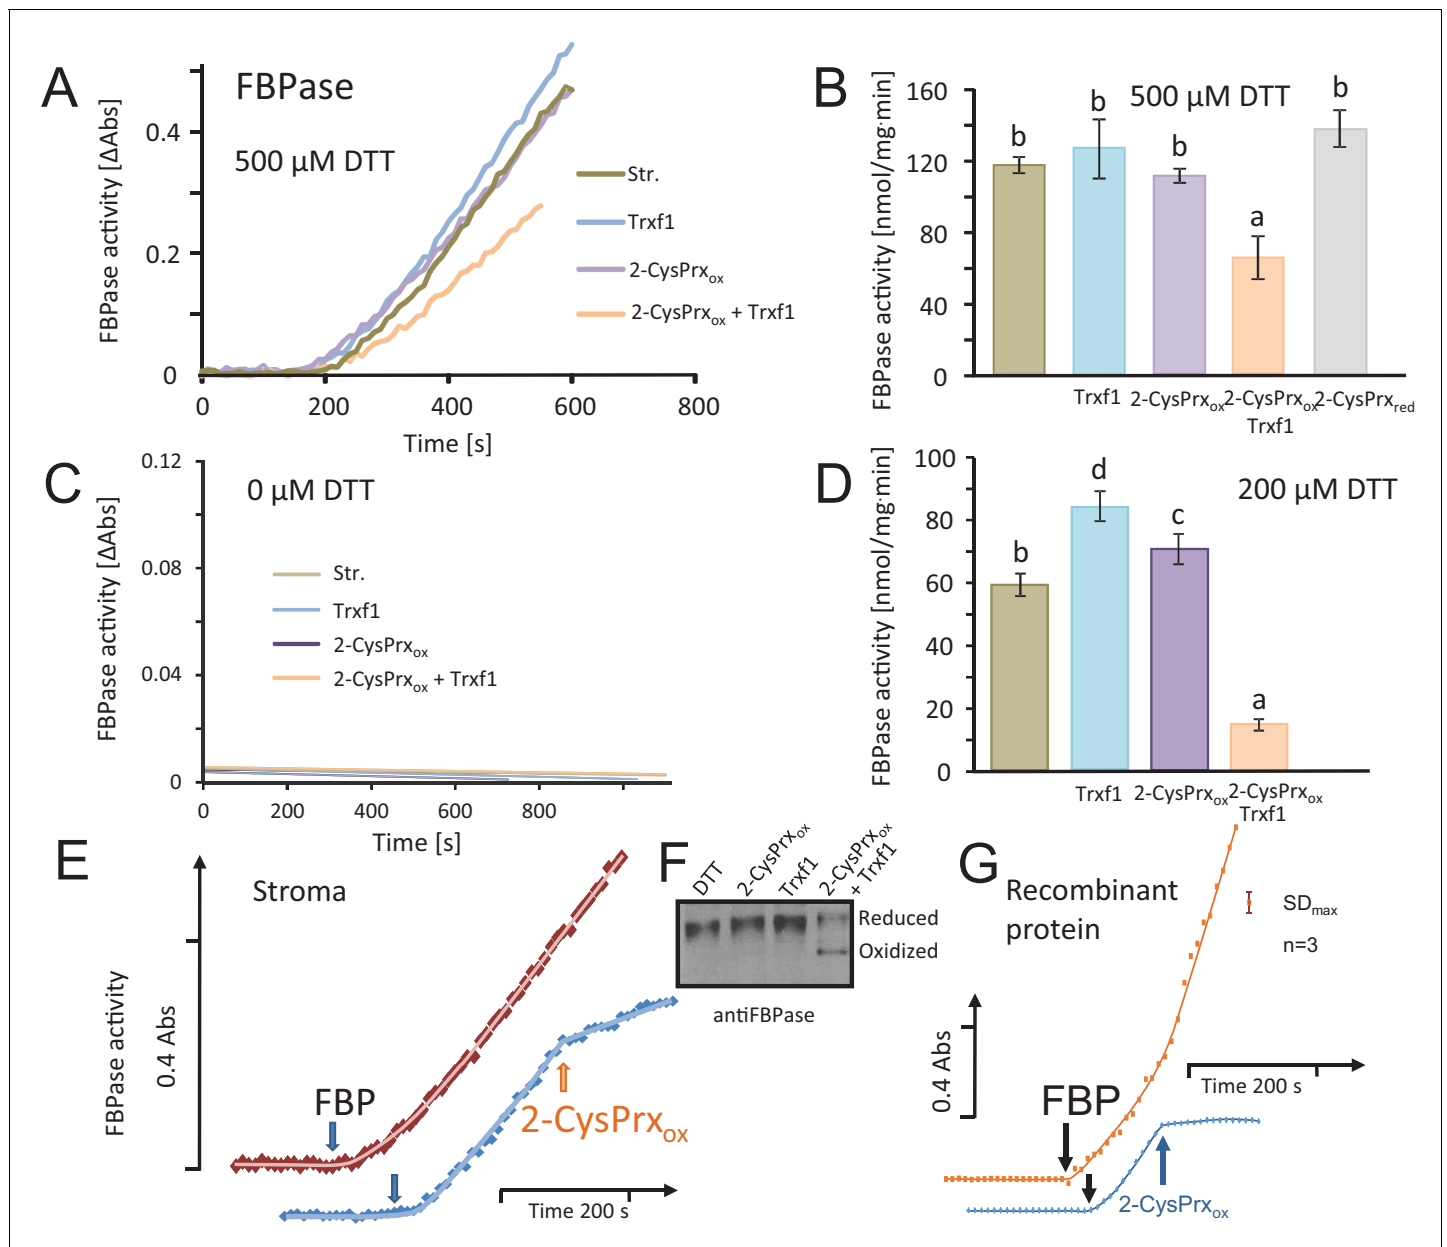 A
FBPase
500 µM DTT
FBPase activity [ΔAbs]
0.4
0.2
0
0 200 400 600 800
Time [s]
Str.
Trxf1
2-CysPrxox
2-CysPrxox + Trxf1
B
500 µM DTT
FBPase activity [nmol/mg·min]
160
120
80
40
0
b b b a b
Trxf1 2-CysPrxox 2-CysPrxox 2-CysPrxred
Trxf1
C
0 µM DTT
FBPase activity [ΔAbs]
0.12
0.08
0.04
0
Str.
Trxf1
2-CysPrxox
2-CysPrxox + Trxf1
0 200 400 600 800
Time [s]
D
200 µM DTT
FBPase activity [nmol/mg·min]
100
80
60
40
20
0
b d c a
Trxf1 2-CysPrxox 2-CysPrxox
Trxf1
E
Stroma
FBPase activity
0.4 Abs
FBP
2-CysPrxox
Time 200 s
F
DTT
2-CysPrxox
Trxf1
2-CysPrxox
+ Trxf1
Reduced
Oxidized
antiFBPase
G
Recombinant
protein
SDmax
n=3
0.4 Abs
Time 200 s
FBP
2-CysPrxox